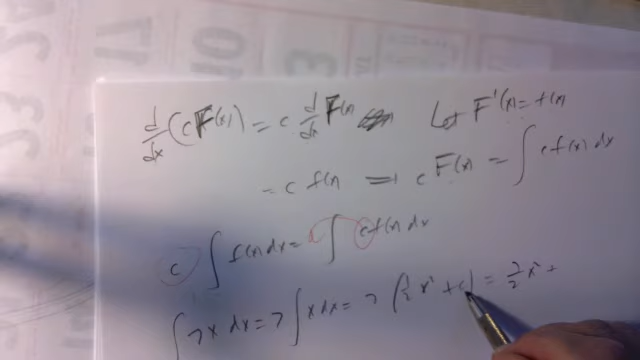 d/dx (c F(x)) = c d/dx F(x) Let F'(x) = f(x)
= c f(x) ⟹ c F(x) = ∫ c f(x) dx
c ∫ f(x) dx = ∫ c f(x) dx
∫ 7x dx = 7 ∫ x dx = 7 (1/2 x² + c) = 7/2 x² +